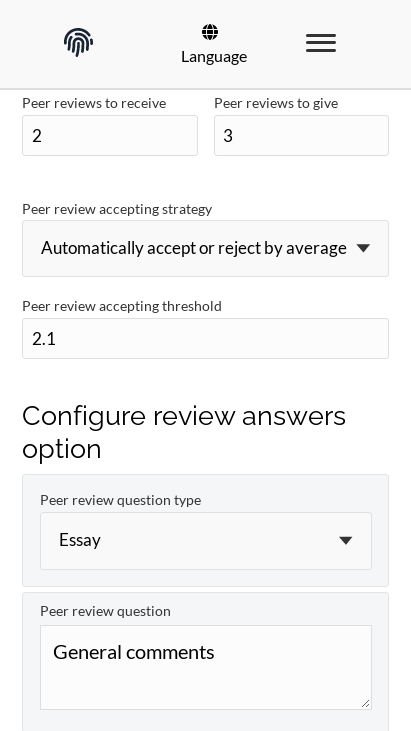 Language
Peer reviews to receive
Peer reviews to give
2
3
Peer review accepting strategy
Automatically accept or reject by average
Peer review accepting threshold
2.1
Configure review answers
option
Peer review question type
Essay
Peer review question
General comments